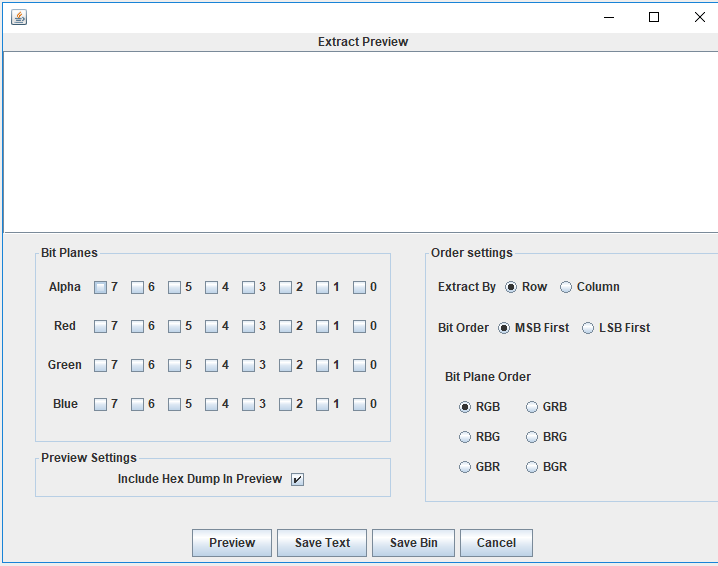 Extract Preview
Bit Planes
Alpha 7 6 5 4 3 2 1 0
Red 7 6 5 4 3 2 1 0
Green 7 6 5 4 3 2 1 0
Blue 7 6 5 4 3 2 1 0
Preview Settings
Include Hex Dump In Preview
Order settings
Extract By Row Column
Bit Order MSB First LSB First
Bit Plane Order
RGB GRB
RBG BRG
GBR BGR
Preview Save Text Save Bin Cancel